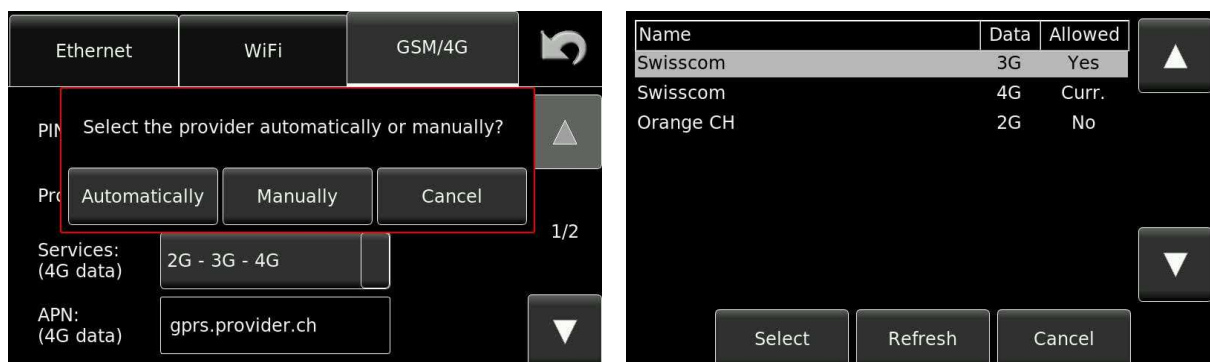 Ethernet WiFi GSM/4G
Select the provider automatically or manually?
Automatically Manually Cancel
1/2
Services:
(4G data) 2G - 3G - 4G
APN:
(4G data) gprs.provider.ch
Name Data Allowed
Swisscom 3G Yes
Swisscom 4G Curr.
Orange CH 2G No
Select Refresh Cancel